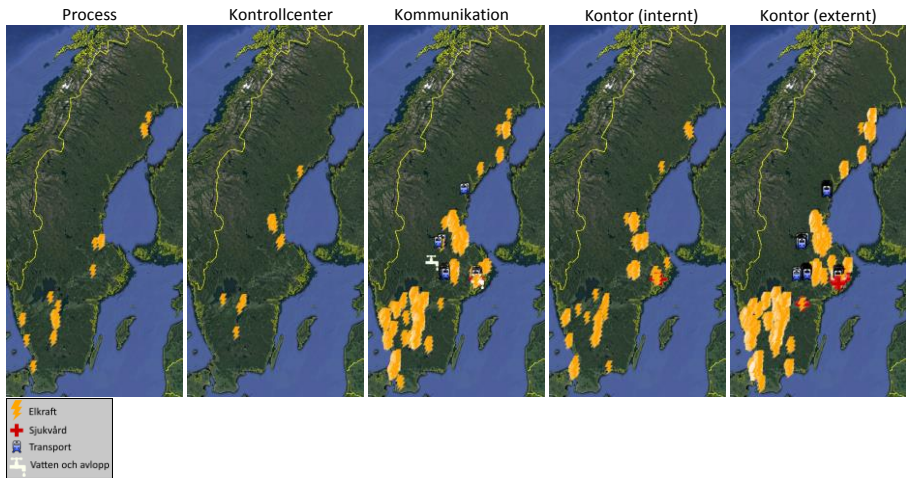 Process
Kontrollcenter
Kommunikation
Kontor (internt)
Kontor (externt)
Elkraft
Sjukvård
Transport
Vatten och avlopp